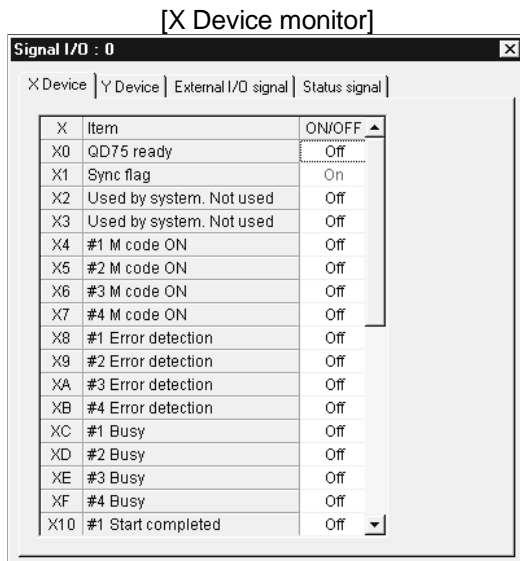 [X Device monitor]
Signal I/O : 0
X Device Y Device External I/O signal Status signal
X Item ON/OFF
X0 QD75 ready Off
X1 Sync flag On
X2 Used by system. Not used Off
X3 Used by system. Not used Off
X4 #1 M code ON Off
X5 #2 M code ON Off
X6 #3 M code ON Off
X7 #4 M code ON Off
X8 #1 Error detection Off
X9 #2 Error detection Off
XA #3 Error detection Off
XB #4 Error detection Off
XC #1 Busy Off
XD #2 Busy Off
XE #3 Busy Off
XF #4 Busy Off
X10 #1 Start completed Off